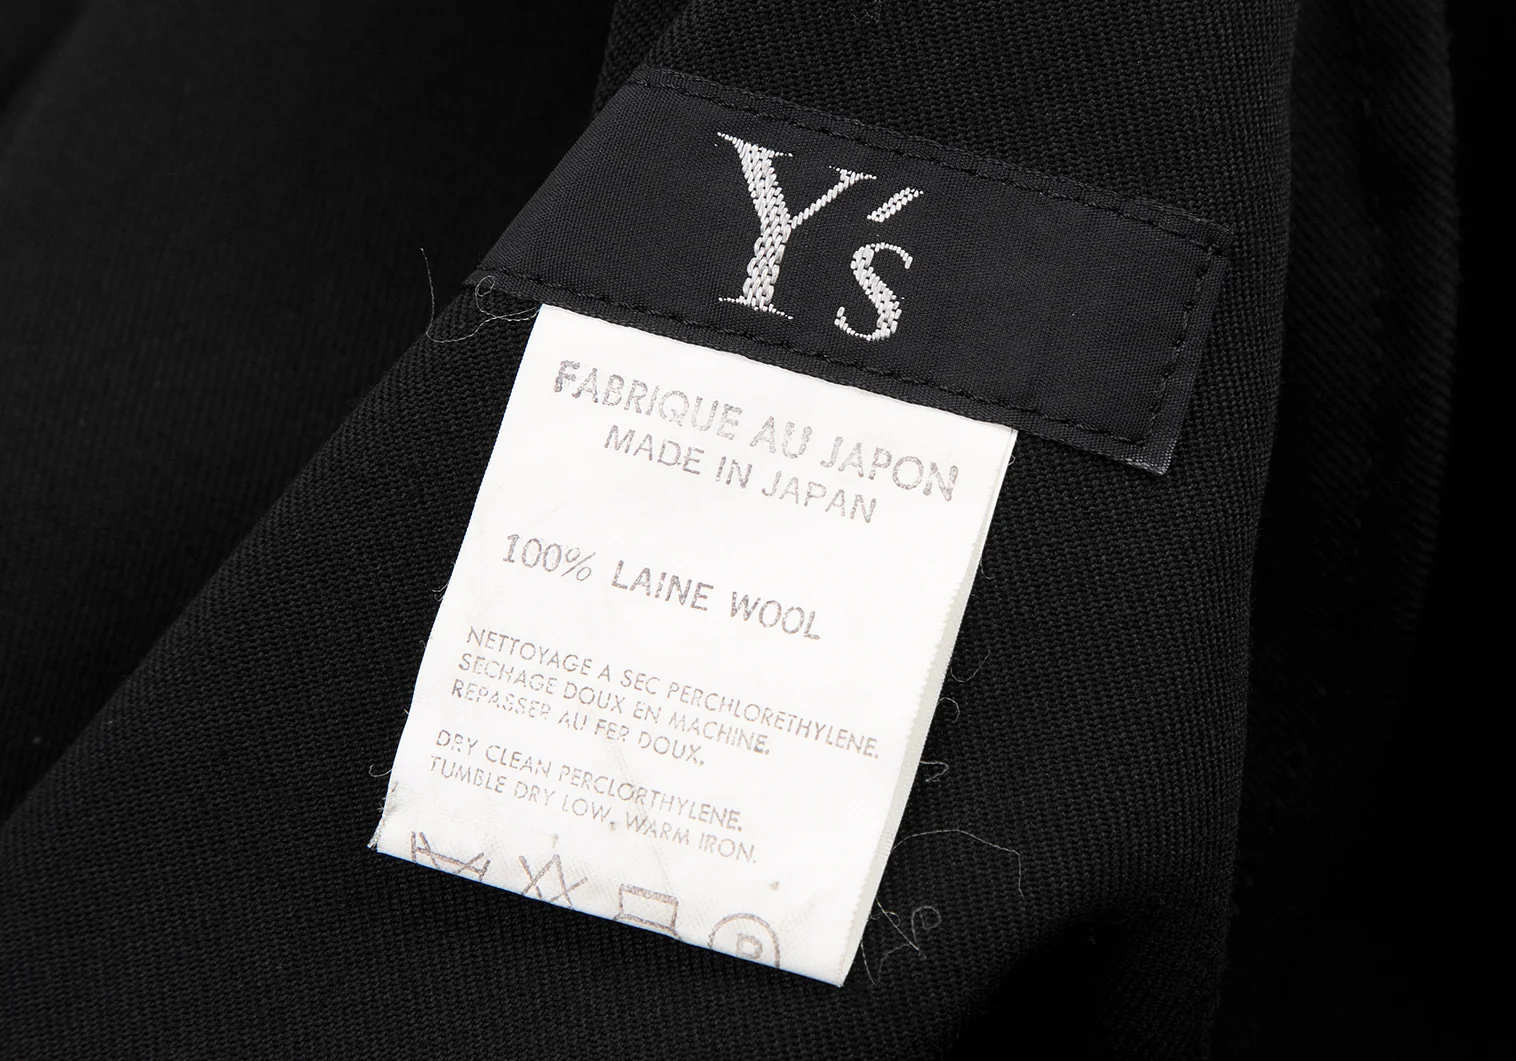 Y's
FABRIQUE AU JAPON
MADE IN JAPAN
100% LAINE WOOL
NETTOYAGE A SEC PERCHLORETHYLENE.
SECHAGE DOUX EN MACHINE.
REPASSER AU FER DOUX.
DRY CLEAN PERCLORTHYLENE.
TUMBLE DRY LOW, WARM IRON.
P